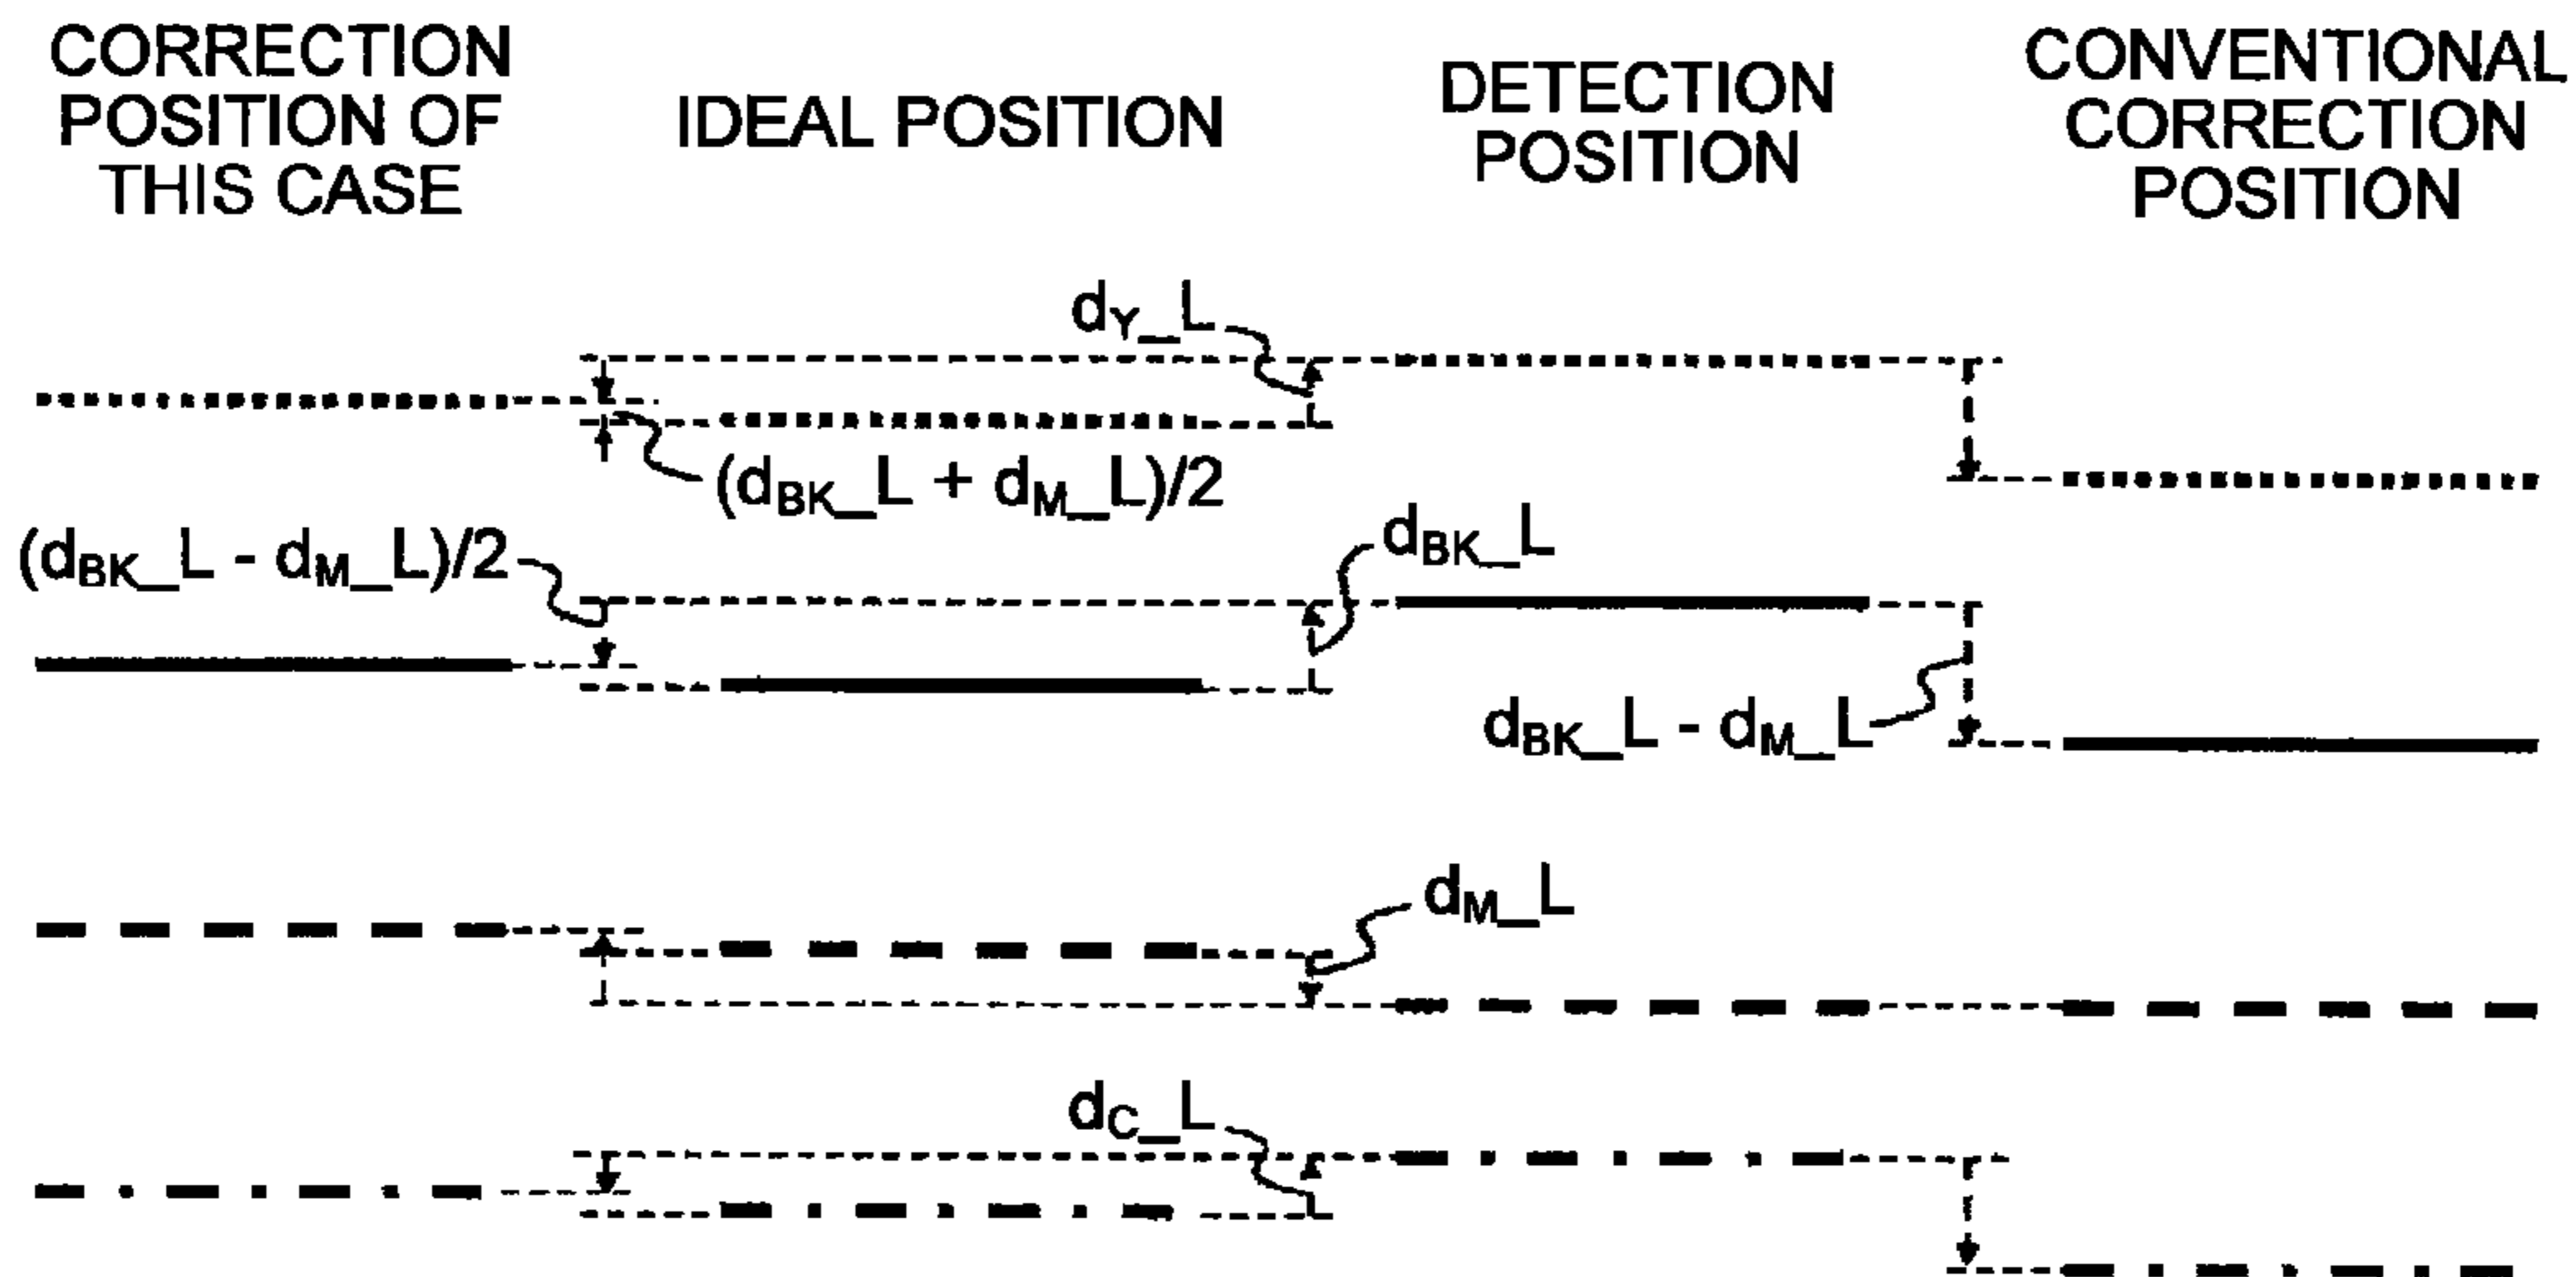 CORRECTION
POSITION OF
THIS CASE
IDEAL POSITION
DETECTION
POSITION
CONVENTIONAL
CORRECTION
POSITION
dY_L
(dBK_L + dM_L)/2
(dBK_L - dM_L)/2
dBK_L
dBK_L - dM_L
dM_L
dC_L